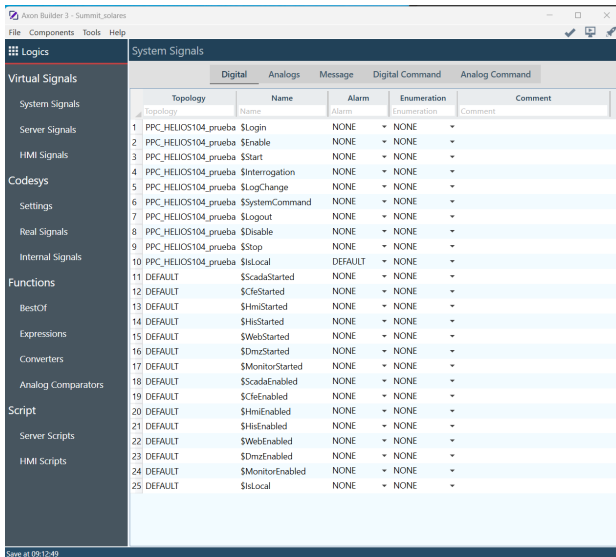 Axon Builder 3 - Summit_solares
File Components Tools Help
Logics
System Signals
Virtual Signals
System Signals
Server Signals
HMI Signals
Codesys
Settings
Real Signals
Internal Signals
Functions
BestOf
Expressions
Converters
Analog Comparators
Script
Server Scripts
HMI Scripts
Digital Analogs Message Digital Command Analog Command
Topology Name Alarm Enumeration Comment
Topology Name Alarm Enumeration Comment
1 PPC_HELIOS104_prueba $Login NONE NONE
2 PPC_HELIOS104_prueba $Enable NONE NONE
3 PPC_HELIOS104_prueba $Start NONE NONE
4 PPC_HELIOS104_prueba $Interrogation NONE NONE
5 PPC_HELIOS104_prueba $LogChange NONE NONE
6 PPC_HELIOS104_prueba $SystemCommand NONE NONE
7 PPC_HELIOS104_prueba $Logout NONE NONE
8 PPC_HELIOS104_prueba $Disable NONE NONE
9 PPC_HELIOS104_prueba $Stop NONE NONE
10 PPC_HELIOS104_prueba $IsLocal DEFAULT NONE
11 DEFAULT $ScadaStarted NONE NONE
12 DEFAULT $CfeStarted NONE NONE
13 DEFAULT $HmiStarted NONE NONE
14 DEFAULT $HisStarted NONE NONE
15 DEFAULT $WebStarted NONE NONE
16 DEFAULT $DmzStarted NONE NONE
17 DEFAULT $MonitorStarted NONE NONE
18 DEFAULT $ScadaEnabled NONE NONE
19 DEFAULT $CfeEnabled NONE NONE
20 DEFAULT $HmiEnabled NONE NONE
21 DEFAULT $HisEnabled NONE NONE
22 DEFAULT $WebEnabled NONE NONE
23 DEFAULT $DmzEnabled NONE NONE
24 DEFAULT $MonitorEnabled NONE NONE
25 DEFAULT $IsLocal NONE NONE
Save at 09:12:49